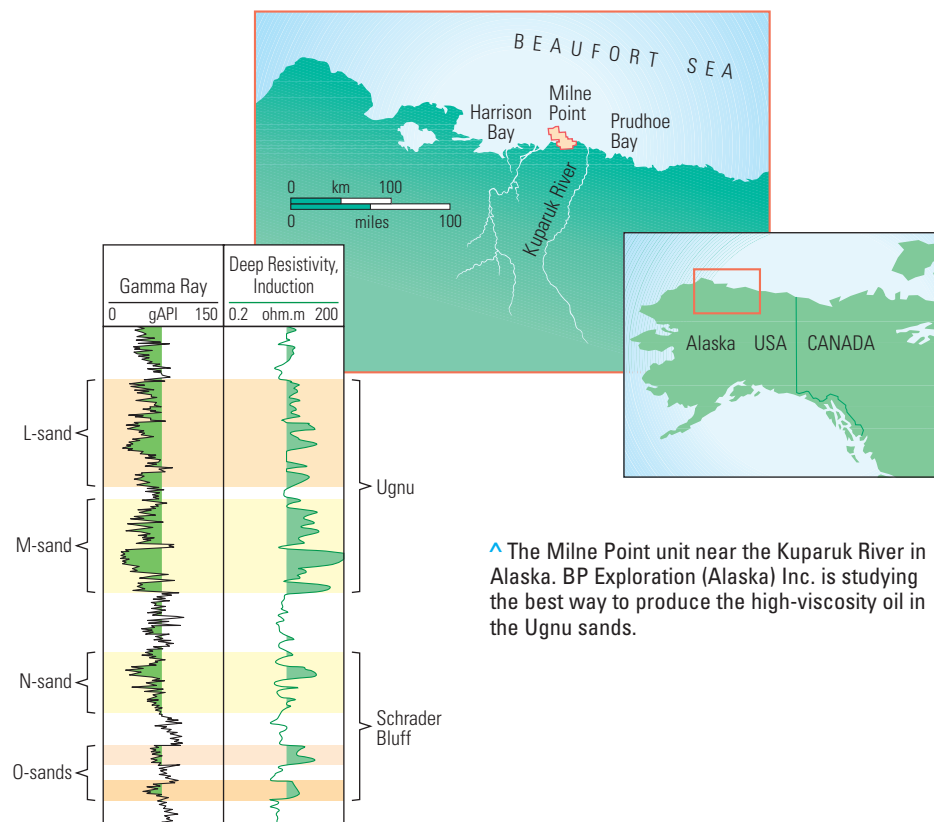 BEAUFORT SEA
Milne
Point
Harrison
Bay
Prudhoe
Bay
Kuparuk River
0 km 100
0 miles 100
Alaska USA CANADA
Gamma Ray
0 gAPI 150
Deep Resistivity,
Induction
0.2 ohm.m 200
L-sand
M-sand
Ugnu
N-sand
O-sands
Schrader
Bluff
^ The Milne Point unit near the Kuparuk River in
Alaska. BP Exploration (Alaska) Inc. is studying
the best way to produce the high-viscosity oil in
the Ugnu sands.